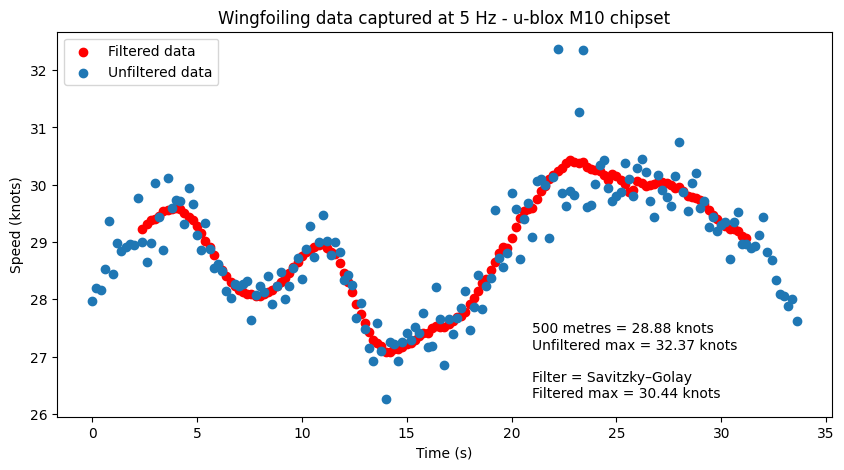 Wingfoiling data captured at 5 Hz - u-blox M10 chipset
Filtered data
Unfiltered data
Speed (knots)
32
31
30
29
28
27
26
500 metres = 28.88 knots
Unfiltered max = 32.37 knots
Filter = Savitzky–Golay
Filtered max = 30.44 knots
0 5 10 15 20 25 30 35
Time (s)